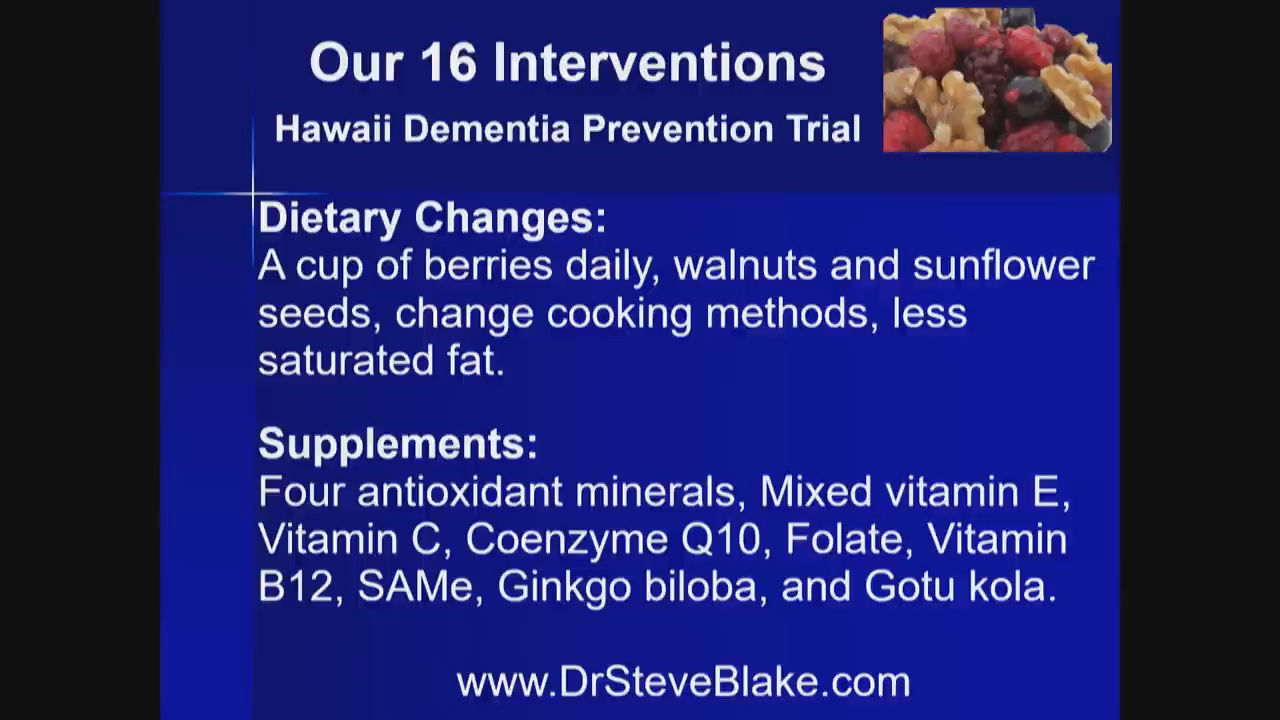 Our 16 Interventions
Hawaii Dementia Prevention Trial
Dietary Changes:
A cup of berries daily, walnuts and sunflower
seeds, change cooking methods, less
saturated fat.
Supplements:
Four antioxidant minerals, Mixed vitamin E,
Vitamin C, Coenzyme Q10, Folate, Vitamin
B12, SAMe, Ginkgo biloba, and Gotu kola.
www.DrSteveBlake.com